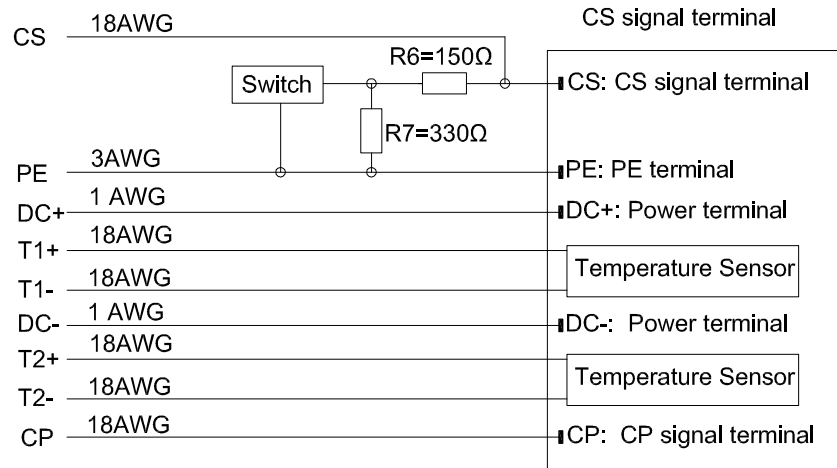 CS signal terminal
CS 18AWG
R6=150Ω
Switch
CS: CS signal terminal
R7=330Ω
PE 3AWG
PE: PE terminal
DC+ 1 AWG
DC+: Power terminal
T1+ 18AWG
Temperature Sensor
T1- 18AWG
DC- 1 AWG
DC-: Power terminal
T2+ 18AWG
Temperature Sensor
T2- 18AWG
CP 18AWG
CP: CP signal terminal